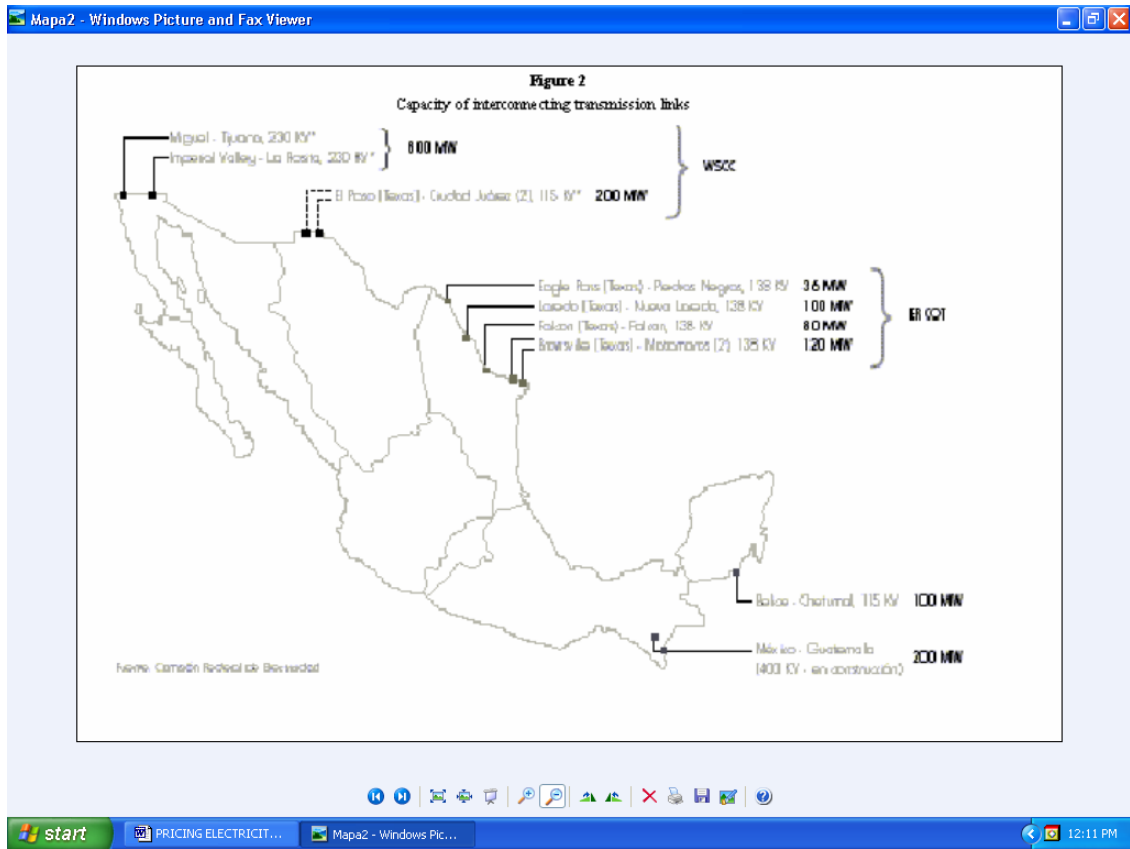 Mapa2 - Windows Picture and Fax Viewer
Figure 2
Capacity of interconnecting transmission links
Miguel - Tijuana, 230 KV*
Imperial Valley - La Rosita, 230 KV*
800 MW
WSCC
El Paso (Texas) - Ciudad Juárez (2), 115 KV* 200 MW
Eagle Pass (Texas) - Piedras Negras, 138 KV 36 MW
Laredo (Texas) - Nuevo Laredo, 138 KV 100 MW
Falcon (Texas) - Falcon, 138 KV 80 MW
Brownsville (Texas) - Matamoros (2) 138 KV 120 MW
ERCOT
Belice - Chetumal, 115 KV 100 MW
México - Guatemala
(400 KV - en construcción) 200 MW
Fuente: Comisión Federal de Electricidad
start
PRICING ELECTRICIT...
Mapa2 - Windows Pic...
12:11 PM